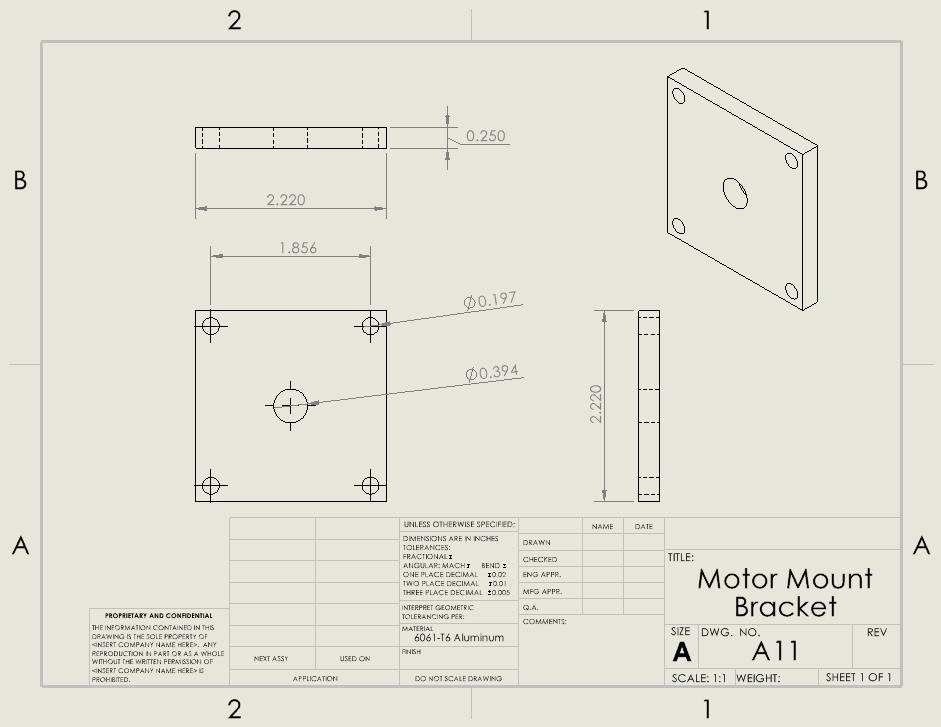 2 1
B B
0.250
2.220
1.856
Ø0.197
Ø0.394
2.220
A A
UNLESS OTHERWISE SPECIFIED:
DIMENSIONS ARE IN INCHES
TOLERANCES:
FRACTIONAL ±
ANGULAR: MACH ± BEND ±
ONE PLACE DECIMAL ±0.02
TWO PLACE DECIMAL ±0.01
THREE PLACE DECIMAL ±0.005
INTERPRET GEOMETRIC
TOLERANCING PER:
MATERIAL
6061-T6 Aluminum
FINISH
DO NOT SCALE DRAWING
NAME DATE
DRAWN
CHECKED
ENG APPR.
MFG APPR.
Q.A.
COMMENTS:
TITLE:
Motor Mount
Bracket
SIZE DWG. NO. REV
A A11
SCALE: 1:1 WEIGHT: SHEET 1 OF 1
PROPRIETARY AND CONFIDENTIAL
THE INFORMATION CONTAINED IN THIS
DRAWING IS THE SOLE PROPERTY OF
<INSERT COMPANY NAME HERE>. ANY
REPRODUCTION IN PART OR AS A WHOLE
WITHOUT THE WRITTEN PERMISSION OF
<INSERT COMPANY NAME HERE> IS
PROHIBITED.
NEXT ASSY USED ON
APPLICATION
2 1